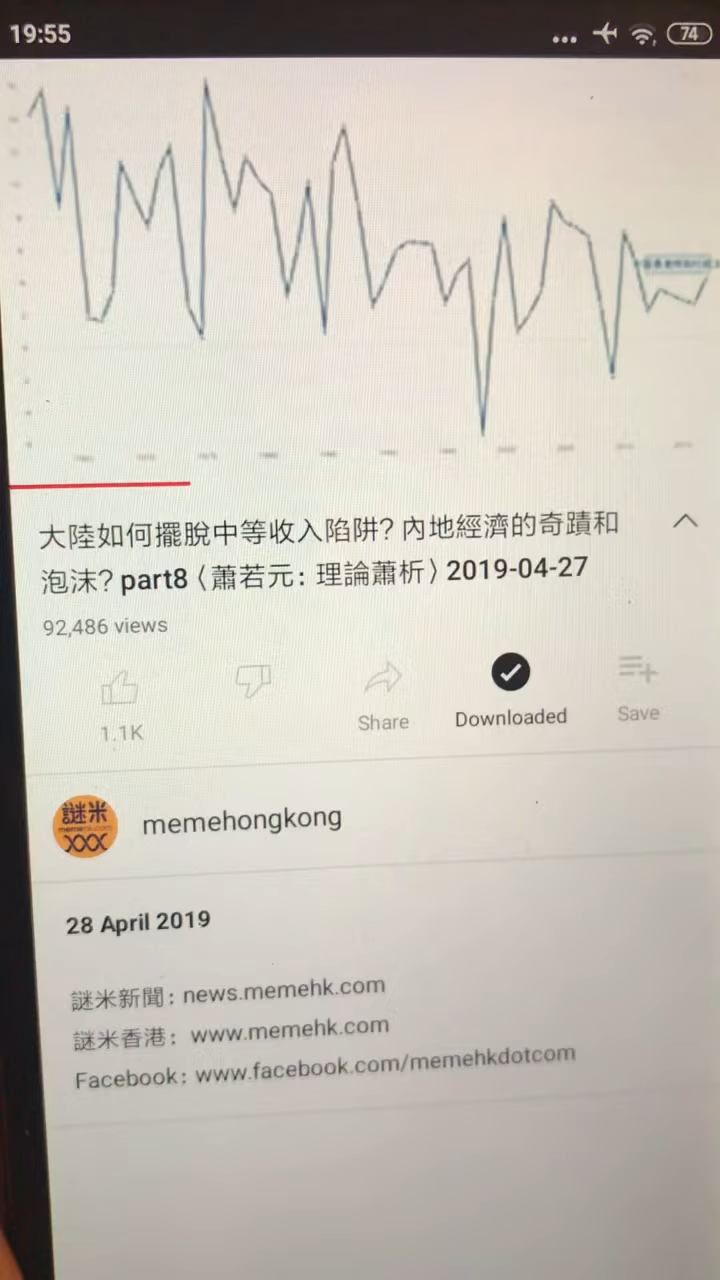 19:55
74
大陸如何擺脫中等收入陷阱? 內地經濟的奇蹟和
泡沫? part8〈蕭若元：理論蕭析〉2019-04-27
92,486 views
1.1K
Share
Downloaded
Save
謎米
XXX
memehongkong
28 April 2019
謎米新聞：news.memehk.com
謎米香港：www.memehk.com
Facebook: www.facebook.com/memehkdotcom